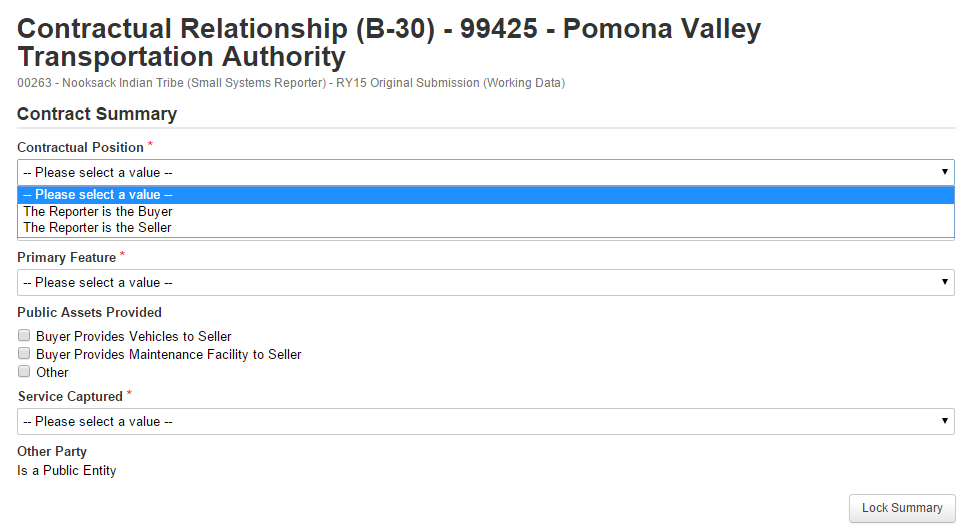 Contractual Relationship (B-30) - 99425 - Pomona Valley
Transportation Authority
00263 - Nooksack Indian Tribe (Small Systems Reporter) - RY15 Original Submission (Working Data)
Contract Summary
Contractual Position *
-- Please select a value --
-- Please select a value --
The Reporter is the Buyer
The Reporter is the Seller
Primary Feature *
-- Please select a value --
Public Assets Provided
Buyer Provides Vehicles to Seller
Buyer Provides Maintenance Facility to Seller
Other
Service Captured *
-- Please select a value --
Other Party
Is a Public Entity
Lock Summary